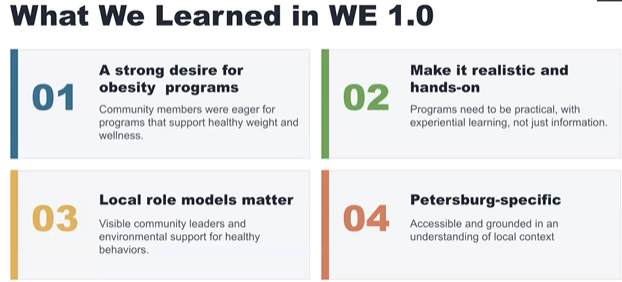 What We Learned in WE 1.0
01
A strong desire for
obesity programs
Community members were eager for
programs that support healthy weight and
wellness.
02
Make it realistic and
hands-on
Programs need to be practical, with
experiential learning, not just information.
03
Local role models matter
Visible community leaders and
environmental support for healthy
behaviors.
04
Petersburg-specific
Accessible and grounded in an
understanding of local context